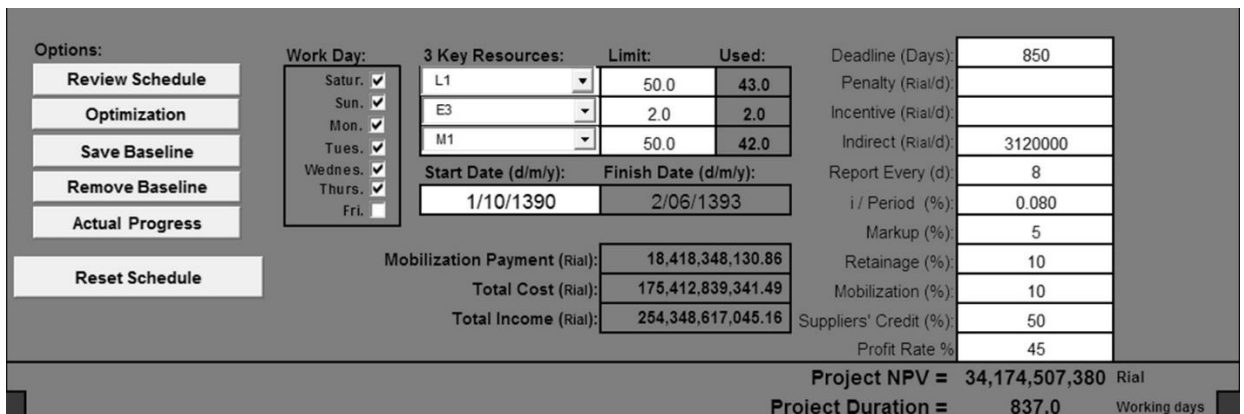 Options:
Review Schedule
Optimization
Save Baseline
Remove Baseline
Actual Progress
Reset Schedule
Work Day:
Satur.
Sun.
Mon.
Tues.
Wednes.
Thurs.
Fri.
3 Key Resources: Limit: Used:
L1 50.0 43.0
E3 2.0 2.0
M1 50.0 42.0
Start Date (d/m/y): Finish Date (d/m/y):
1/10/1390 2/06/1393
Mobilization Payment (Rial): 18,418,348,130.86
Total Cost (Rial): 175,412,839,341.49
Total Income (Rial): 254,348,617,045.16
Deadline (Days): 850
Penalty (Rial/d):
Incentive (Rial/d):
Indirect (Rial/d): 3120000
Report Every (d): 8
i / Period (%): 0.080
Markup (%): 5
Retainage (%): 10
Mobilization (%): 10
Suppliers' Credit (%): 50
Profit Rate % 45
Project NPV = 34,174,507,380 Rial
Project Duration = 837.0 Working days